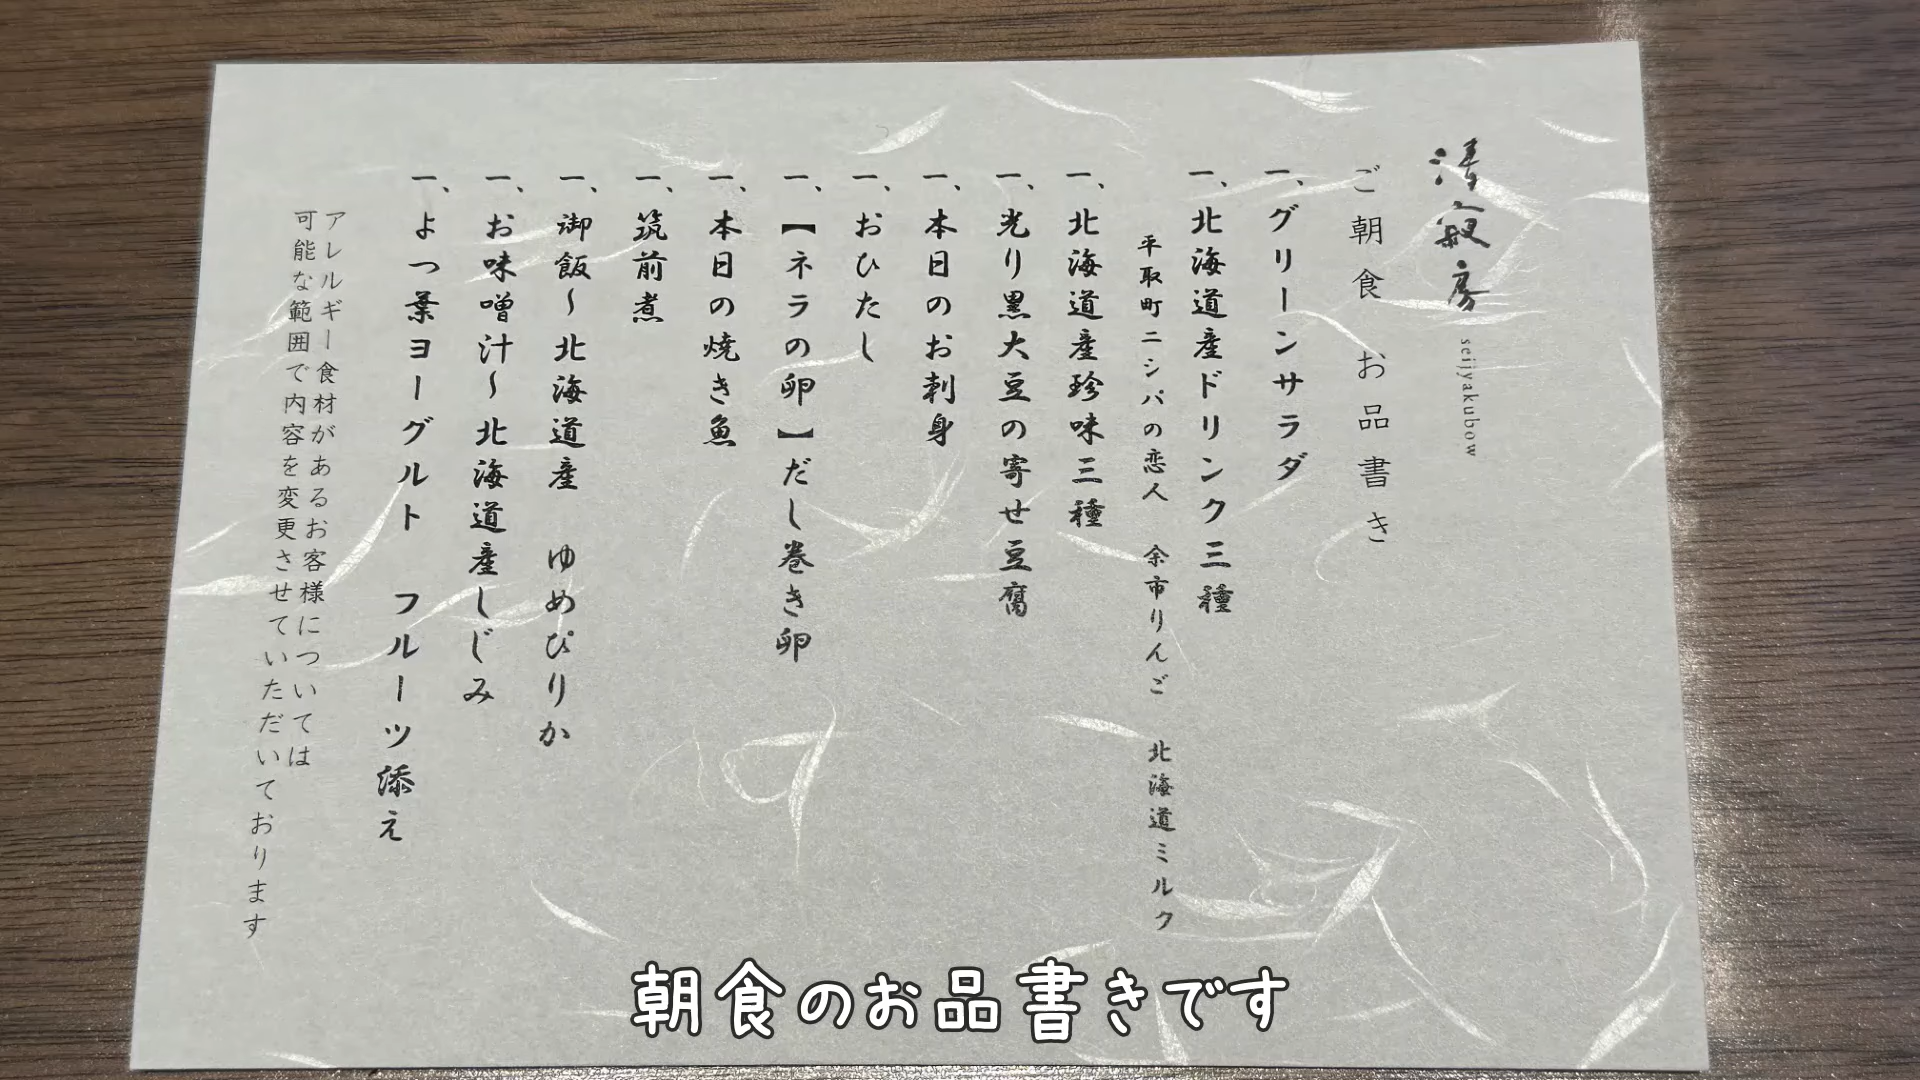 清寂房
seijyakubow
ご朝食 お品書き
一、グリーンサラダ
一、北海道産ドリンク三種
平取町ニシパの恋人 余市りんご 北海道ミルク
一、北海道産珍味三種
一、光り黒大豆の寄せ豆腐
一、本日のお刺身
一、おひたし
一、【ネラの卵】だし巻き卵
一、本日の焼き魚
一、筑前煮
一、御飯～北海道産 ゆめぴりか
一、お味噌汁～北海道産しじみ
一、よつ葉ヨーグルト フルーツ添え
アレルギー食材があるお客様については
可能な範囲で内容を変更させていただいております
朝食のお品書きです